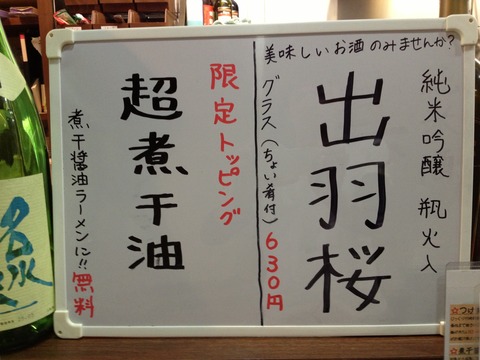 美味しいお酒のみませんか?
純米吟醸 瓶火入
出羽桜
グラス(ちょい肴付)630円
限定トッピング
超煮干油
煮干醤油ラーメンに!!無料